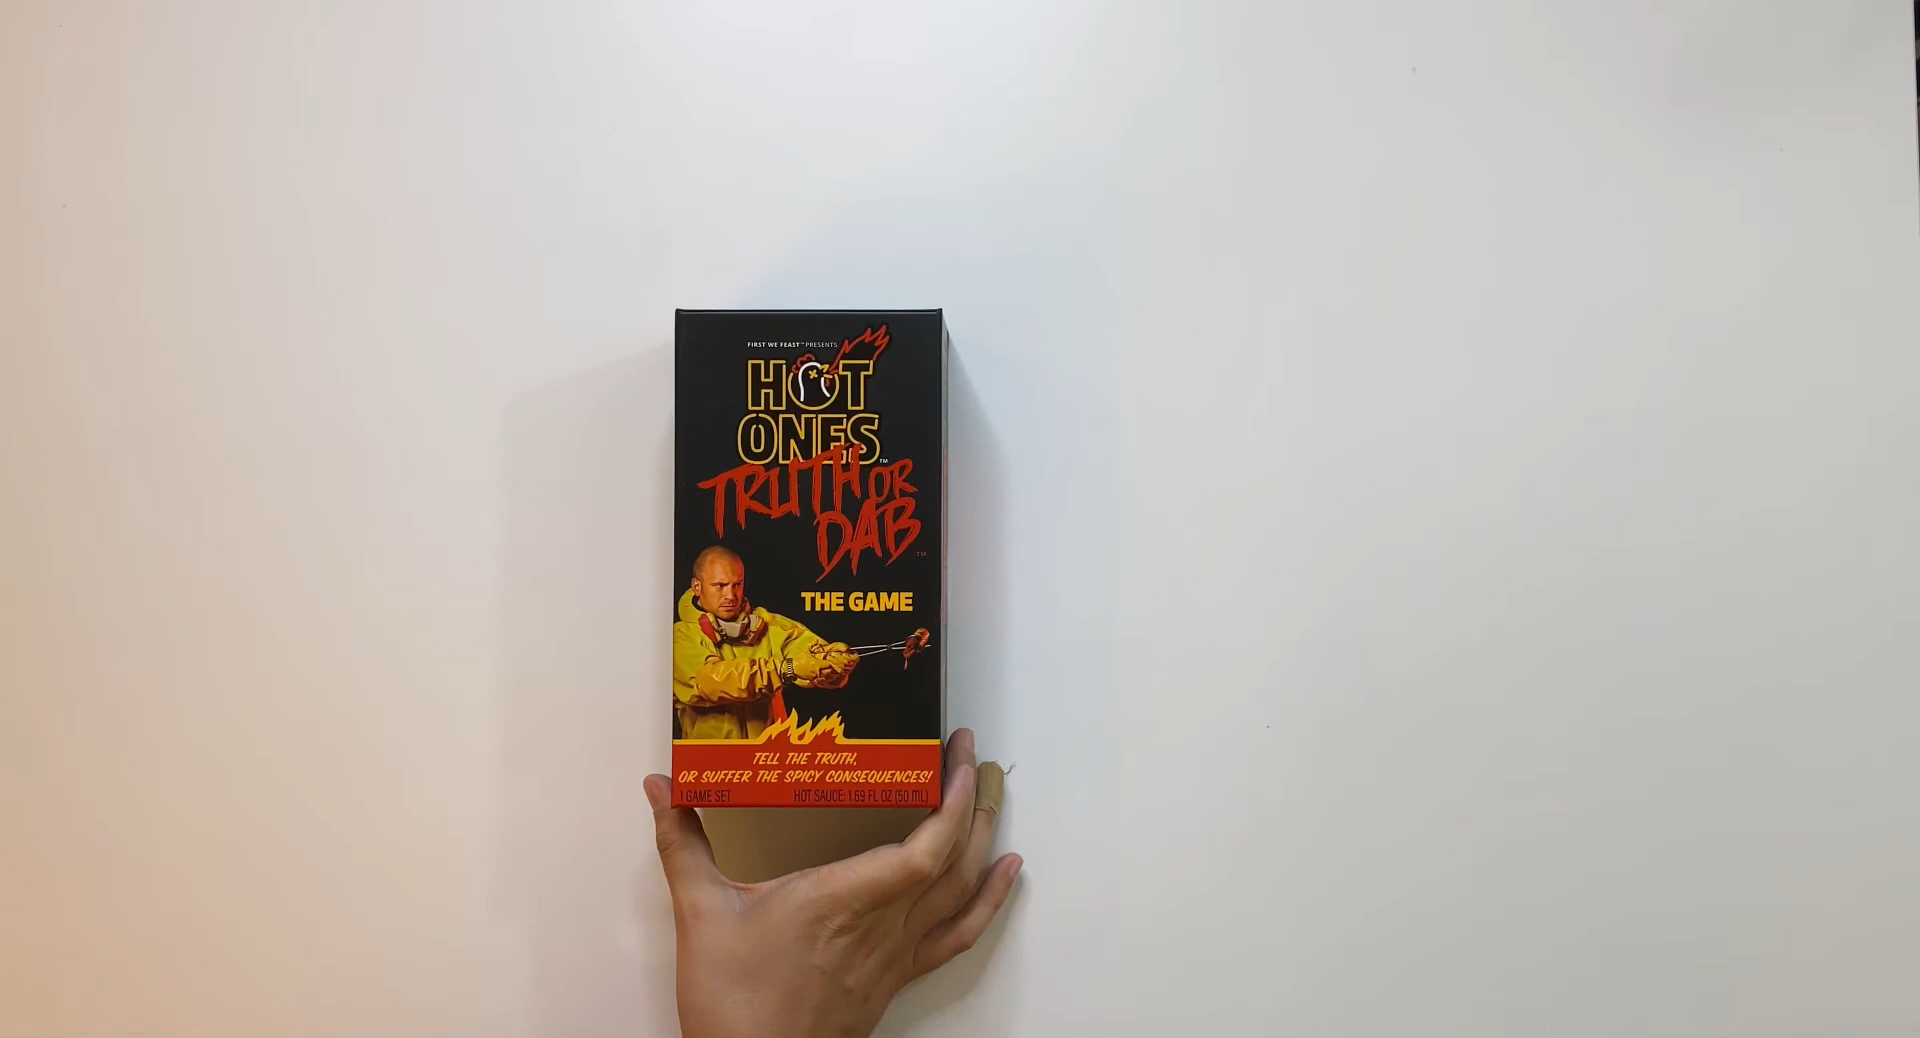 FIRST WE FEAST™ PRESENTS
HOT
ONES™
TRUTH OR
DAB™
THE GAME
TELL THE TRUTH,
OR SUFFER THE SPICY CONSEQUENCES!
1 GAME SET HOT SAUCE: 1.69 FL OZ (50 ML)